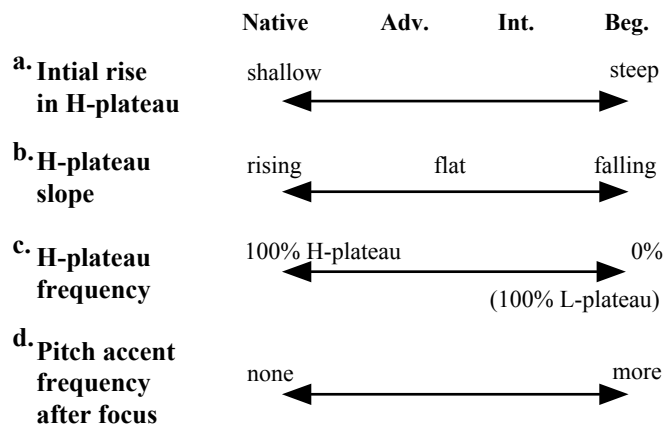 Native Adv. Int. Beg.
a. Intial rise
in H-plateau
shallow steep
b. H-plateau
slope
rising flat falling
c. H-plateau
frequency
100% H-plateau 0%
(100% L-plateau)
d. Pitch accent
frequency
after focus
none more